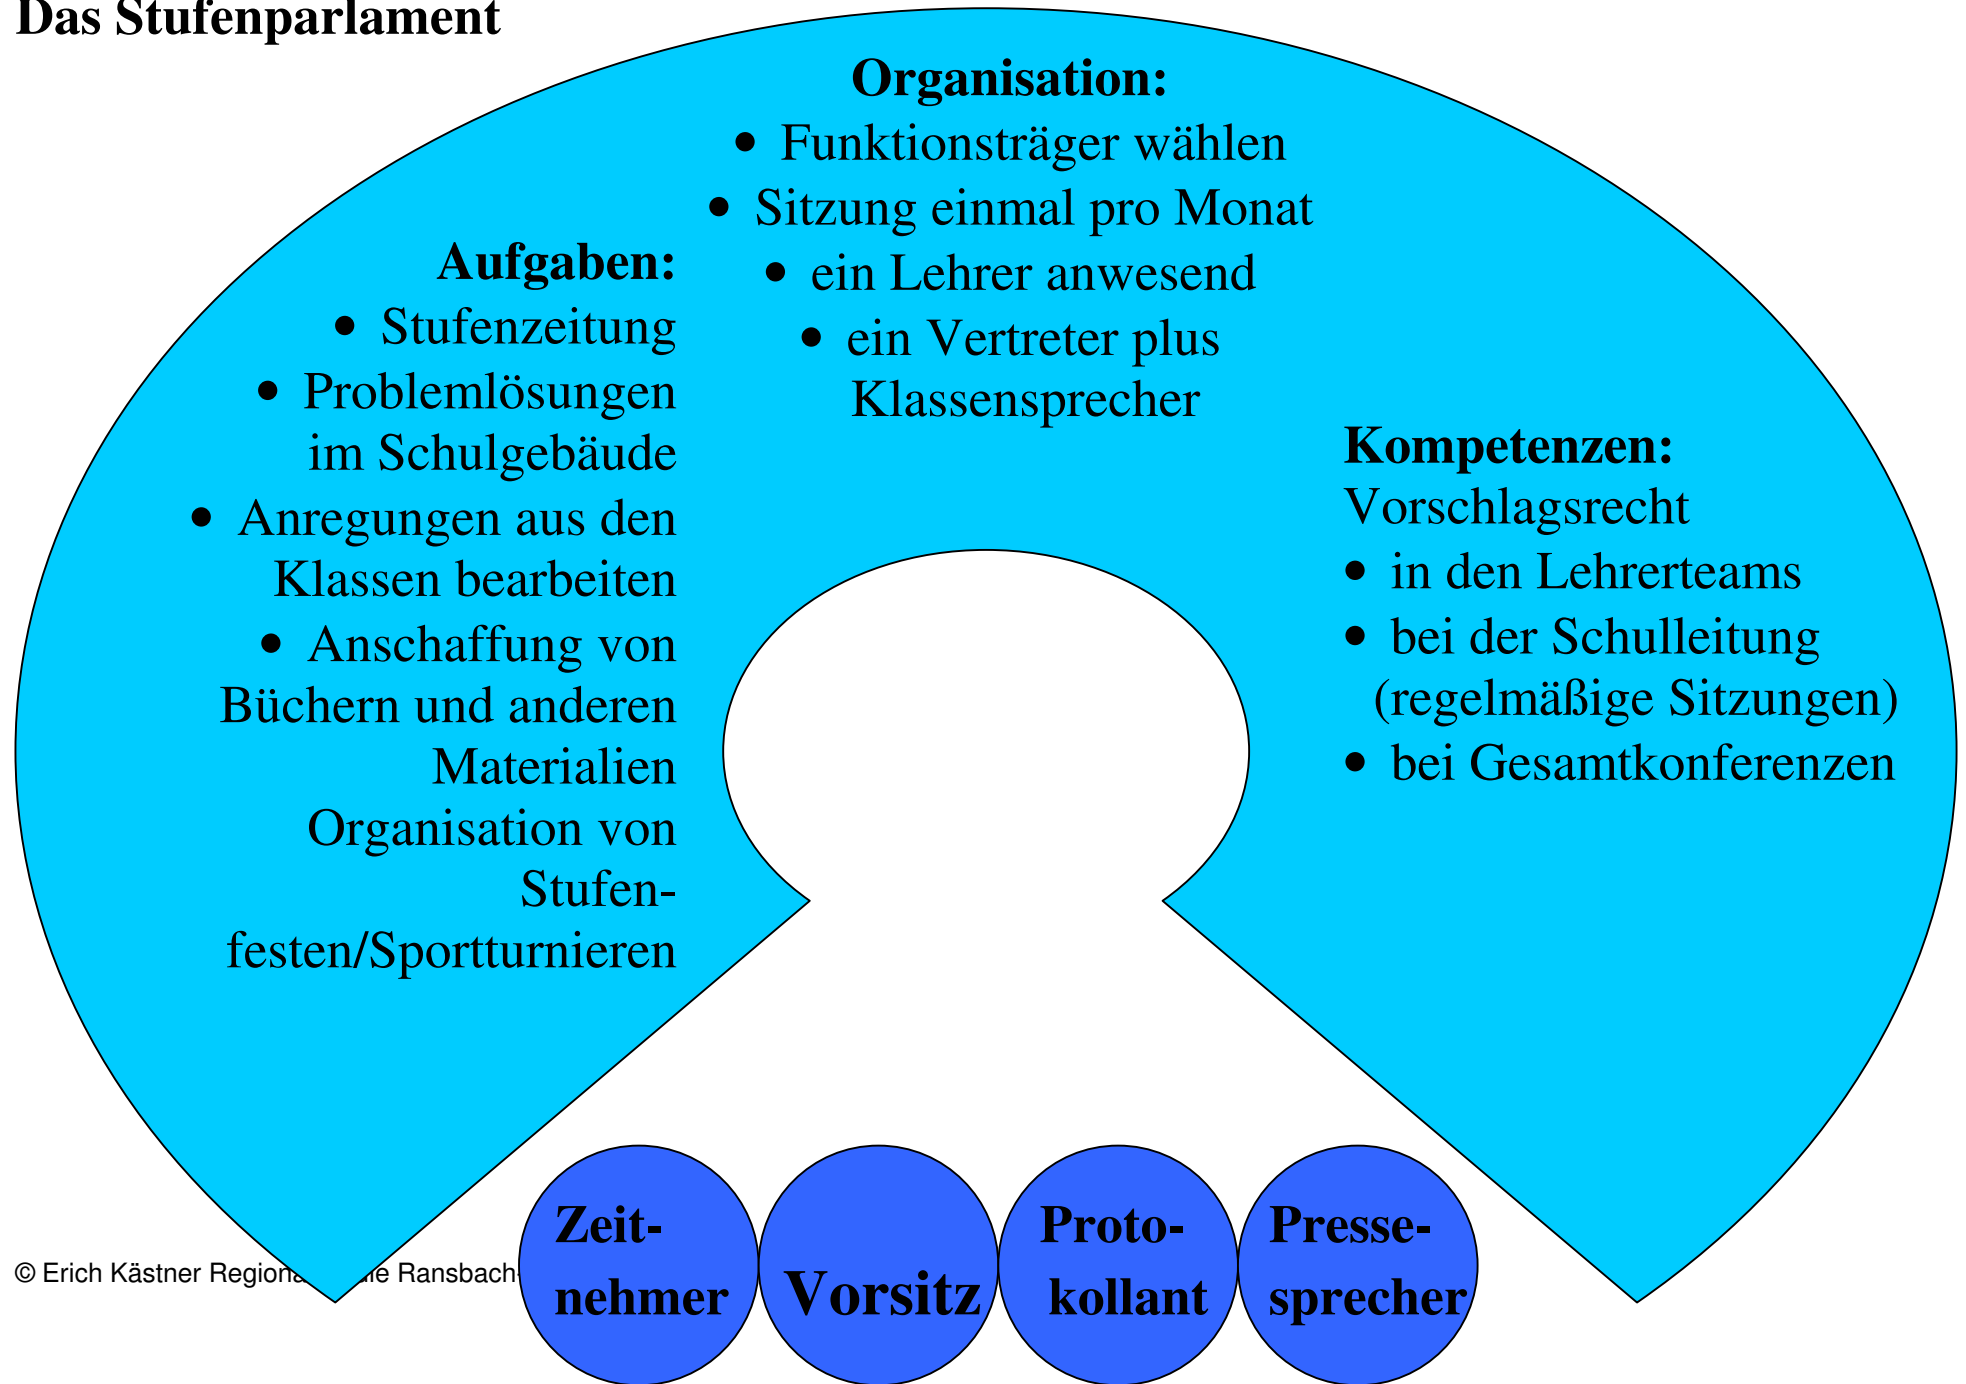 Das Stufenparlament
Organisation:
• Funktionsträger wählen
• Sitzung einmal pro Monat
• ein Lehrer anwesend
• ein Vertreter plus
Klassensprecher
Aufgaben:
• Stufenzeitung
• Problemlösungen
im Schulgebäude
• Anregungen aus den
Klassen bearbeiten
• Anschaffung von
Büchern und anderen
Materialien
Organisation von
Stufen-
festen/Sportturnieren
Kompetenzen:
Vorschlagsrecht
• in den Lehrerteams
• bei der Schulleitung
(regelmäßige Sitzungen)
• bei Gesamtkonferenzen
Zeit-
nehmer
Vorsitz
Proto-
kollant
Presse-
sprecher
© Erich Kästner Ransbach-